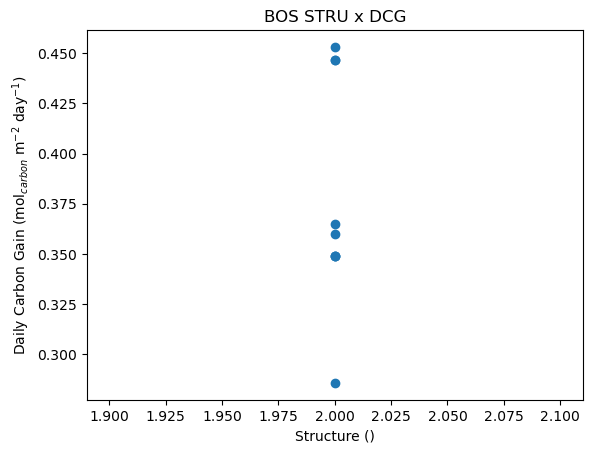 BOS STRU x DCG
Daily Carbon Gain (mol_{carbon} m^{−2} day^{−1})
0.450
0.425
0.400
0.375
0.350
0.325
0.300
1.900 1.925 1.950 1.975 2.000 2.025 2.050 2.075 2.100
Structure ()